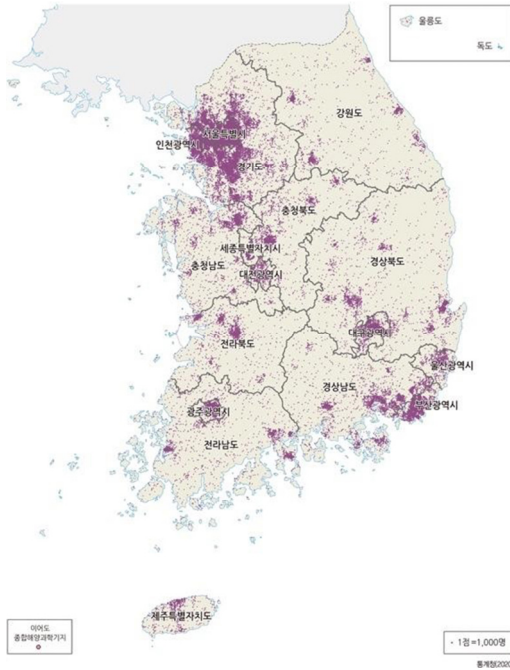 울릉도
독도
강원도
서울특별시
인천광역시
경기도
충청북도
세종특별자치시
경상북도
충청남도
대전광역시
대구광역시
전라북도
울산광역시
경상남도
부산광역시
광주광역시
전라남도
제주특별자치도
이어도
종합해양과학기지
1점=1,000명
통계청(2020